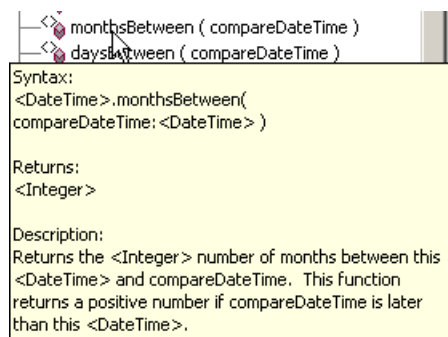 monthsBetween ( compareDateTime )
daysBetween ( compareDateTime )
Syntax:
<DateTime>.monthsBetween(
compareDateTime:<DateTime> )
Returns:
<Integer>
Description:
Returns the <Integer> number of months between this
<DateTime> and compareDateTime.  This function
returns a positive number if compareDateTime is later
than this <DateTime>.